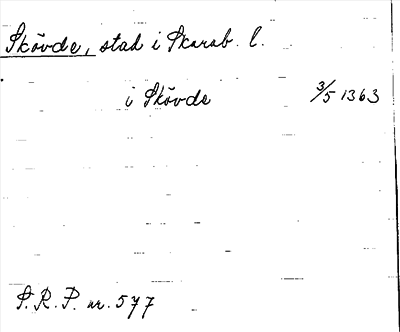 Skövde, stad i Skarab. l.
i Skövde 3/5 1363
S.R.P. nr. 577